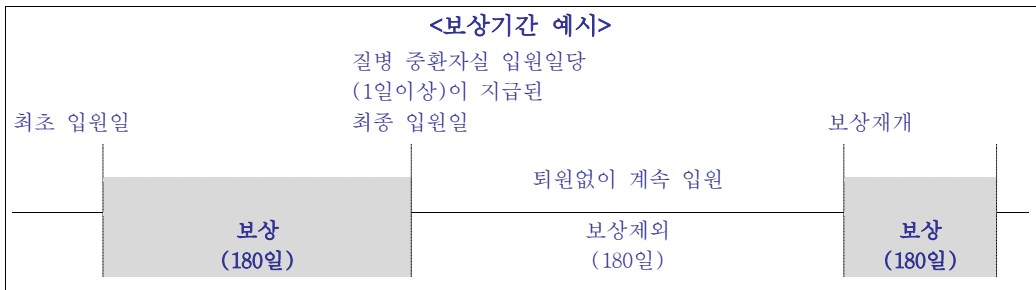 <보상기간 예시>
질병 중환자실 입원일당
(1일이상)이 지급된
최초 입원일
최종 입원일
보상재개
퇴원없이 계속 입원
보상
(180일)
보상제외
(180일)
보상
(180일)